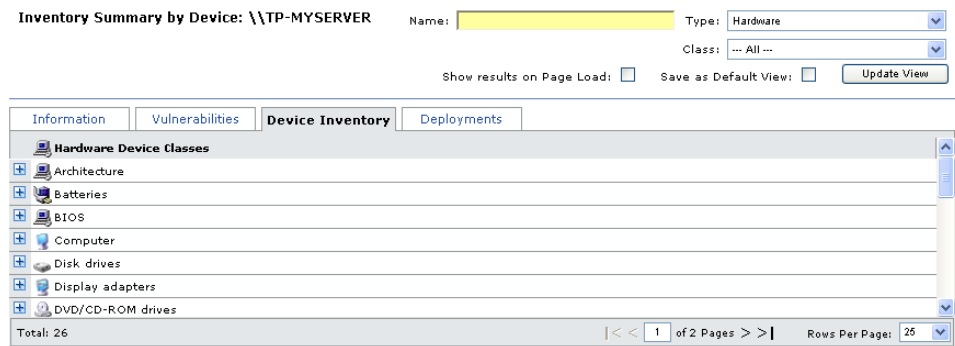 Inventory Summary by Device: \\TP-MYSERVER
Name:
Type: Hardware
Class: --- All ---
Show results on Page Load:
Save as Default View:
Update View
Information
Vulnerabilities
Device Inventory
Deployments
Hardware Device Classes
Architecture
Batteries
BIOS
Computer
Disk drives
Display adapters
DVD/CD-ROM drives
Total: 26
|< < 1 of 2 Pages > >|
Rows Per Page: 25